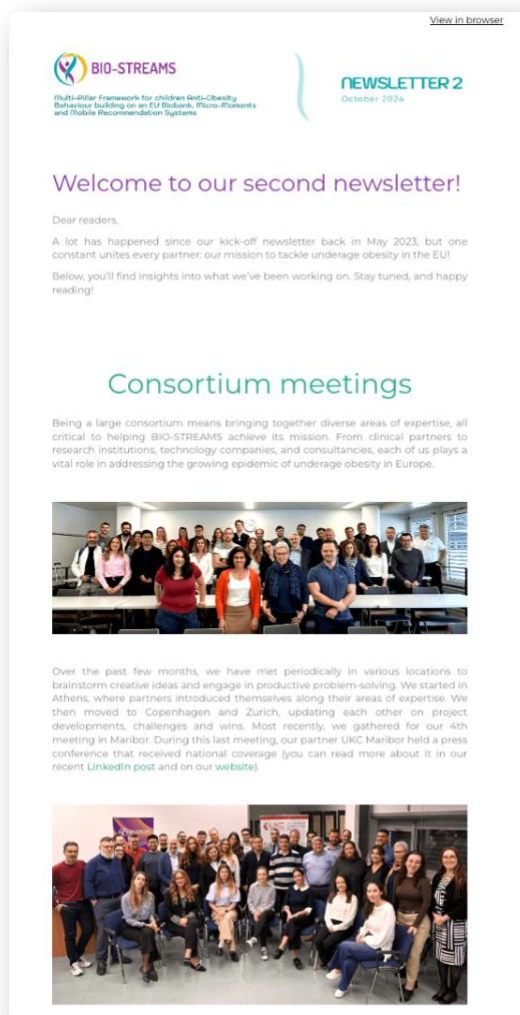 View in browser
BIO-STREAMS
Multi-Pillar Framework for children Anti-Obesity
Behaviour building on an EU Biobank, Micro-Moments
and Mobile Recommendation Systems
NEWSLETTER 2
October 2024
Welcome to our second newsletter!
Dear readers,
A lot has happened since our kick-off newsletter back in May 2023, but one
constant unites every partner: our mission to tackle underage obesity in the EU!
Below, you'll find insights into what we've been working on. Stay tuned, and happy
reading!
Consortium meetings
Being a large consortium means bringing together diverse areas of expertise, all
critical to helping BIO-STREAMS achieve its mission. From clinical partners to
research institutions, technology companies, and consultancies, each of us plays a
vital role in addressing the growing epidemic of underage obesity in Europe.
Over the past few months, we have met periodically in various locations to
brainstorm creative ideas and engage in productive problem-solving. We started in
Athens, where partners introduced themselves along their areas of expertise. We
then moved to Copenhagen and Zurich, updating each other on project
developments, challenges and wins. Most recently, we gathered for our 4th
meeting in Maribor. During this last meeting, our partner UKC Maribor held a press
conference that received national coverage (you can read more about it in our
recent LinkedIn post and on our website).
UKC